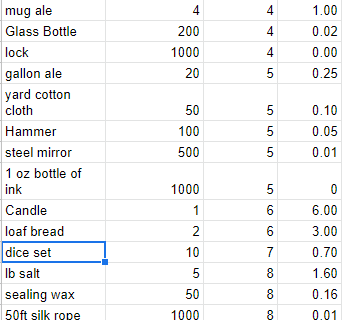 mug ale 4 4 1.00
Glass Bottle 200 4 0.02
lock 1000 4 0.00
gallon ale 20 5 0.25
yard cotton
cloth 50 5 0.10
Hammer 100 5 0.05
steel mirror 500 5 0.01
1 oz bottle of
ink 1000 5 0
Candle 1 6 6.00
loaf bread 2 6 3.00
dice set 10 7 0.70
lb salt 5 8 1.60
sealing wax 50 8 0.16
50ft silk rope 1000 8 0.01